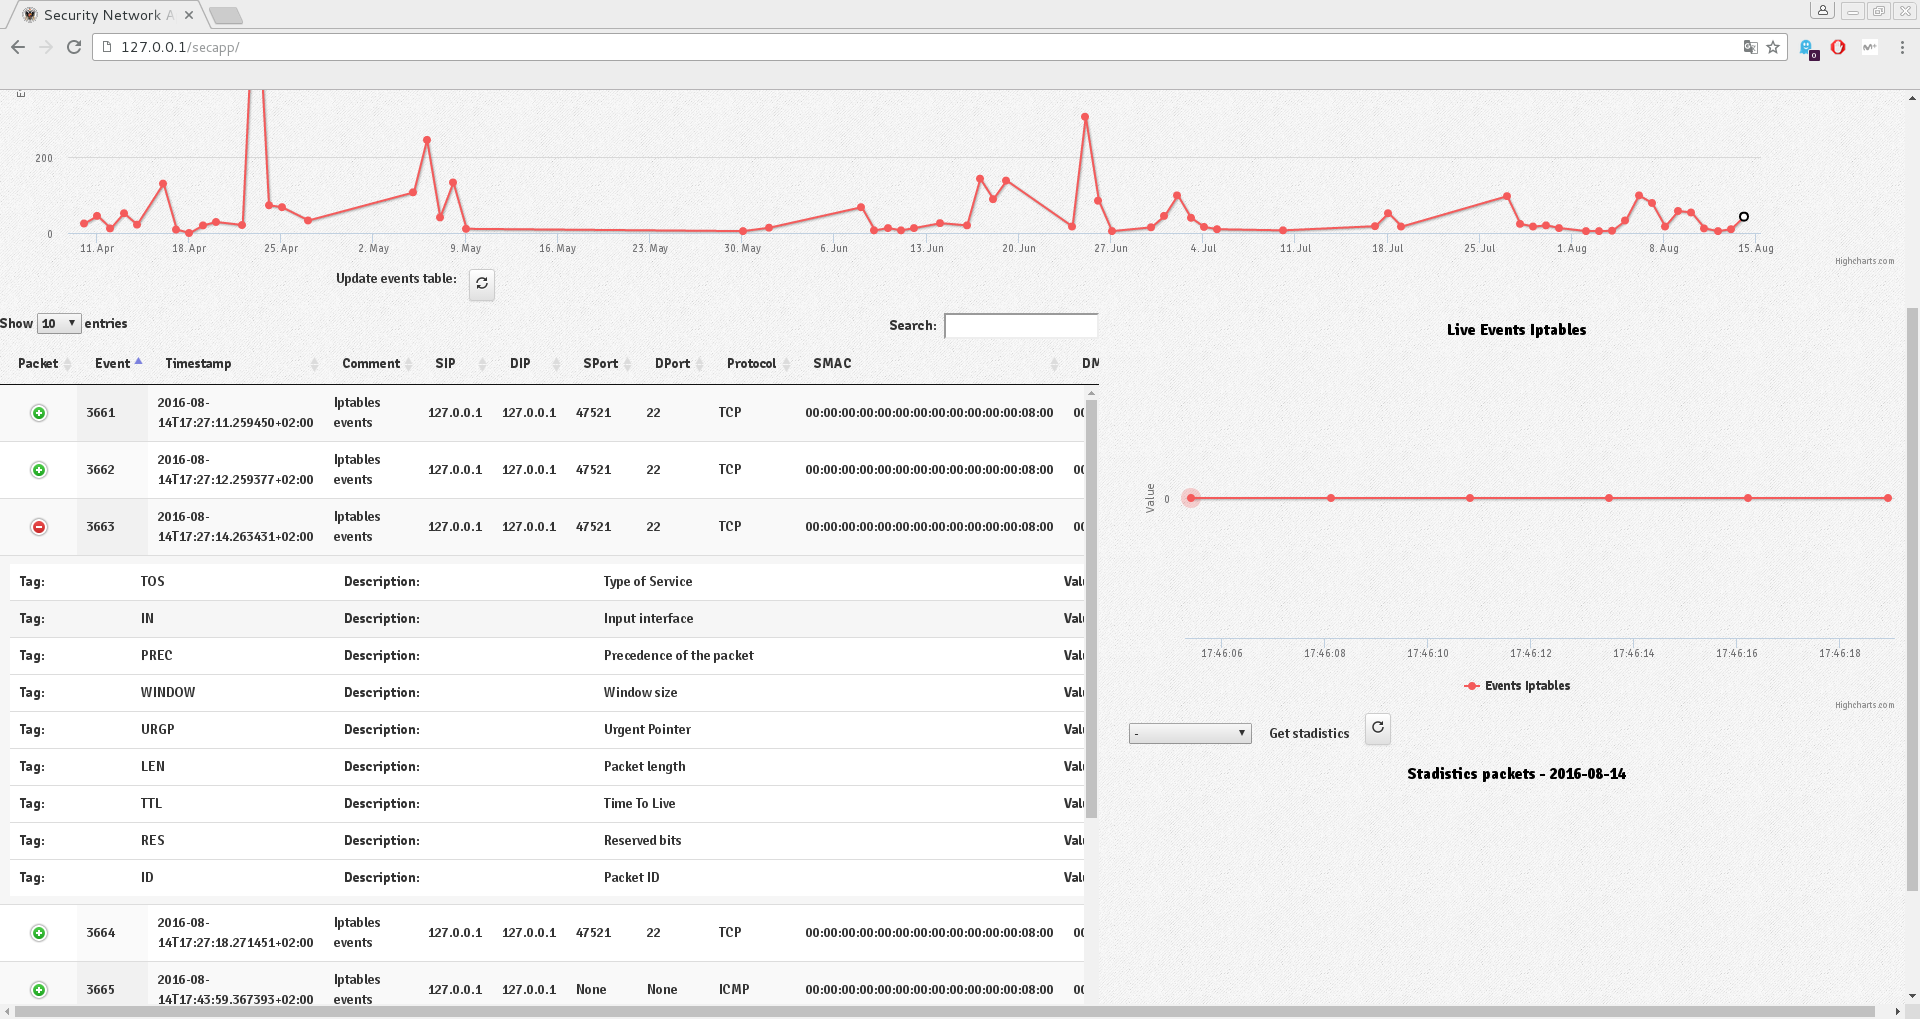 Security Network A
127.0.0.1/secapp/
0
M+
E
200
0
11. Apr 18. Apr 25. Apr 2. May 9. May 16. May 23. May 30. May 6. Jun 13. Jun 20. Jun 27. Jun 4. Jul 11. Jul 18. Jul 25. Jul 1. Aug 8. Aug 15. Aug
Highcharts.com
Update events table:
Show 10 entries
Search:
Packet Event Timestamp Comment SIP DIP SPort DPort Protocol SMAC DM
3661 2016-08-14T17:27:11.259450+02:00 Iptables events 127.0.0.1 127.0.0.1 47521 22 TCP 00:00:00:00:00:00:00:00:00:00:00:00:08:00 00
3662 2016-08-14T17:27:12.259377+02:00 Iptables events 127.0.0.1 127.0.0.1 47521 22 TCP 00:00:00:00:00:00:00:00:00:00:00:00:08:00 00
3663 2016-08-14T17:27:14.263431+02:00 Iptables events 127.0.0.1 127.0.0.1 47521 22 TCP 00:00:00:00:00:00:00:00:00:00:00:00:08:00 00
Tag: TOS Description: Type of Service Valu
Tag: IN Description: Input interface Valu
Tag: PREC Description: Precedence of the packet Valu
Tag: WINDOW Description: Window size Valu
Tag: URGP Description: Urgent Pointer Valu
Tag: LEN Description: Packet length Valu
Tag: TTL Description: Time To Live Valu
Tag: RES Description: Reserved bits Valu
Tag: ID Description: Packet ID Valu
3664 2016-08-14T17:27:18.271451+02:00 Iptables events 127.0.0.1 127.0.0.1 47521 22 TCP 00:00:00:00:00:00:00:00:00:00:00:00:08:00 00
3665 2016-08-14T17:43:59.367393+02:00 Iptables events 127.0.0.1 127.0.0.1 None None ICMP 00:00:00:00:00:00:00:00:00:00:00:00:08:00 00
Live Events Iptables
Value
0
17:46:06 17:46:08 17:46:10 17:46:12 17:46:14 17:46:16 17:46:18
Events Iptables
Highcharts.com
- Get stadistics
Stadistics packets - 2016-08-14